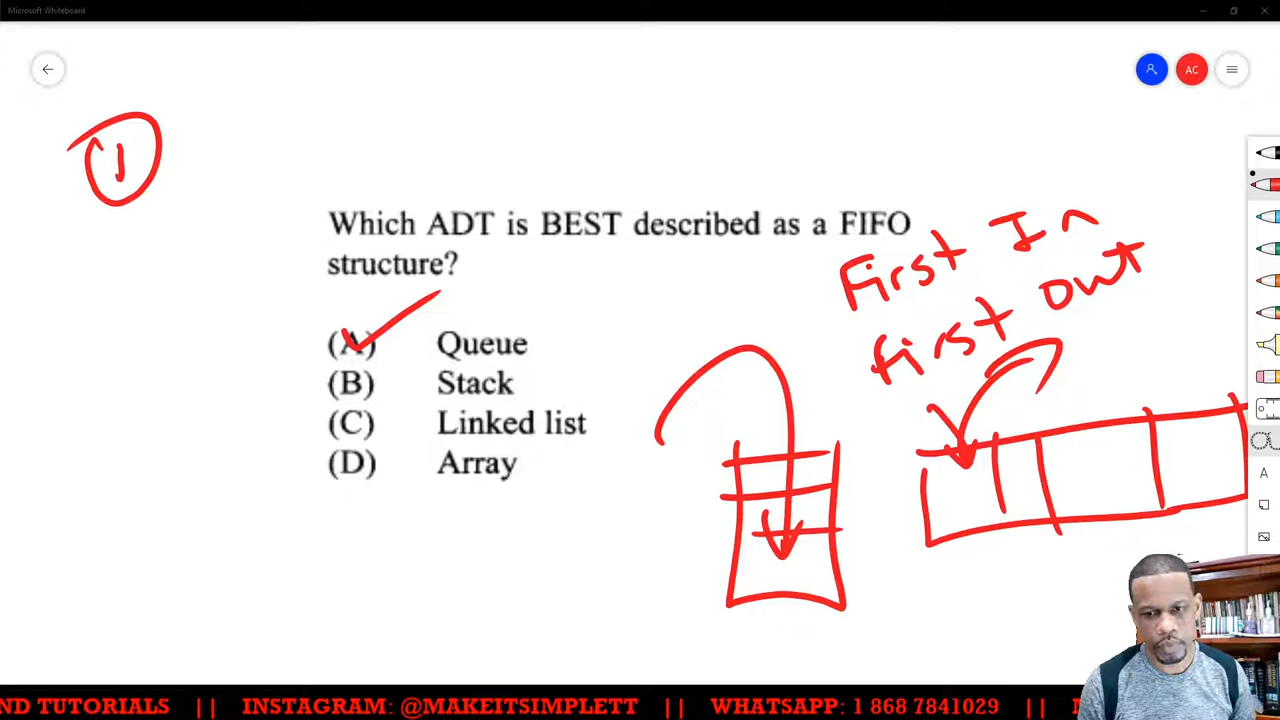 Microsoft Whiteboard
AC
1
Which ADT is BEST described as a FIFO
structure?
First In
first out
(A) Queue
(B) Stack
(C) Linked list
(D) Array
A
ND TUTORIALS || INSTAGRAM: @MAKEITSIMPLETT || WHATSAPP: 1 868 7841029 ||